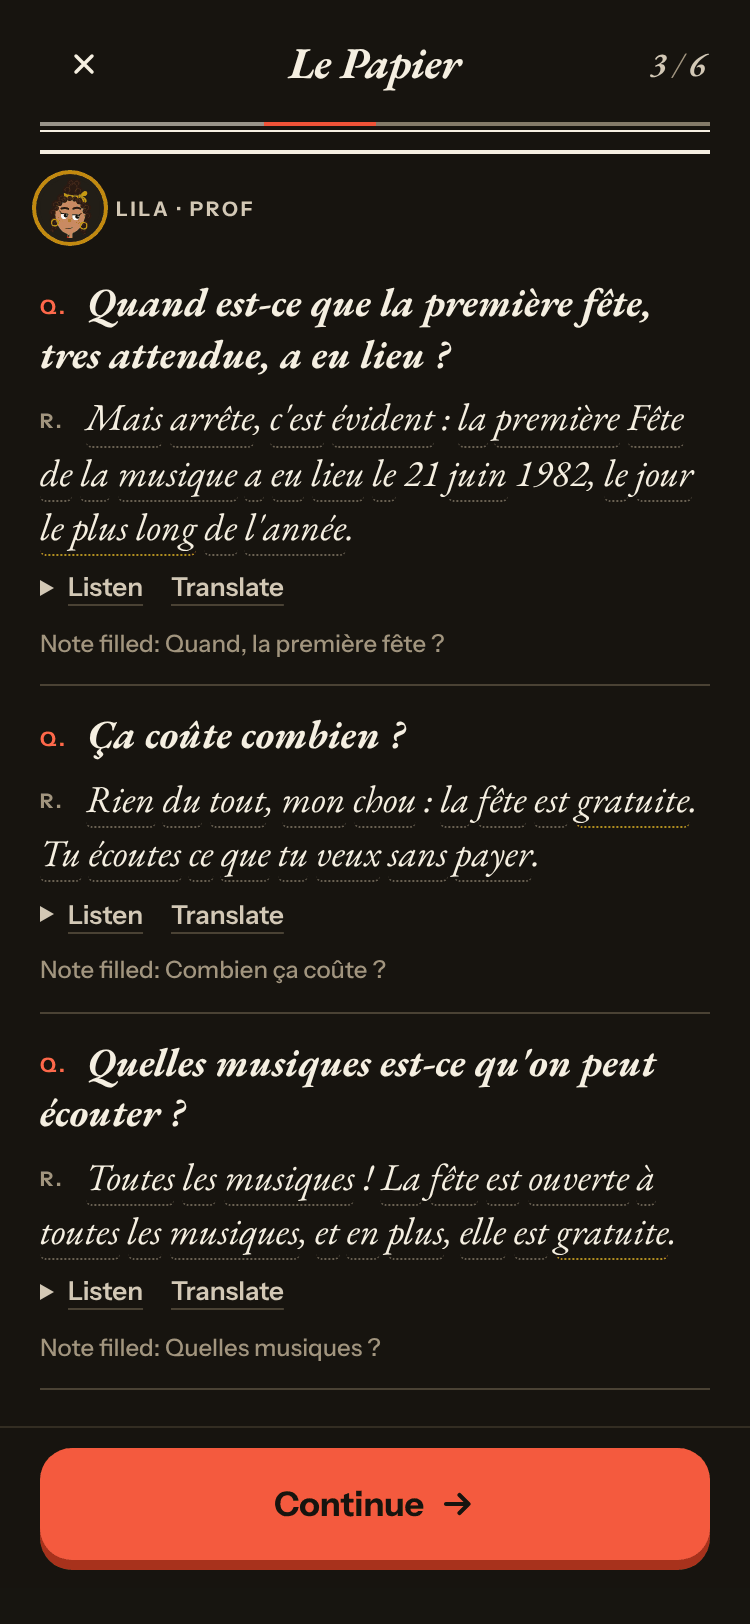 Le Papier
3 / 6
LILA · PROF
Q. Quand est-ce que la première fête,
tres attendue, a eu lieu ?
R. Mais arrête, c'est évident : la première Fête
de la musique a eu lieu le 21 juin 1982, le jour
le plus long de l'année.
Listen Translate
Note filled: Quand, la première fête ?
Q. Ça coûte combien ?
R. Rien du tout, mon chou : la fête est gratuite.
Tu écoutes ce que tu veux sans payer.
Listen Translate
Note filled: Combien ça coûte ?
Q. Quelles musiques est-ce qu'on peut
écouter ?
R. Toutes les musiques ! La fête est ouverte à
toutes les musiques, et en plus, elle est gratuite.
Listen Translate
Note filled: Quelles musiques ?
Continue →